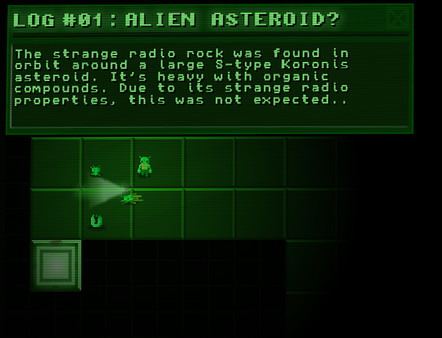 LOG #01: ALIEN ASTEROID?
The strange radio rock was found in
orbit around a large S-type Koronis
asteroid. It's heavy with organic
compounds. Due to its strange radio
properties, this was not expected..